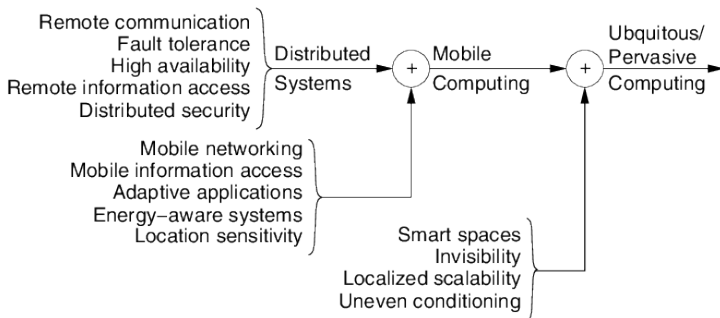 Remote communication
Fault tolerance
High availability
Remote information access
Distributed security
Distributed
Systems
+
Mobile
Computing
+
Ubquitous/
Pervasive
Computing
Mobile networking
Mobile information access
Adaptive applications
Energy–aware systems
Location sensitivity
Smart spaces
Invisibility
Localized scalability
Uneven conditioning